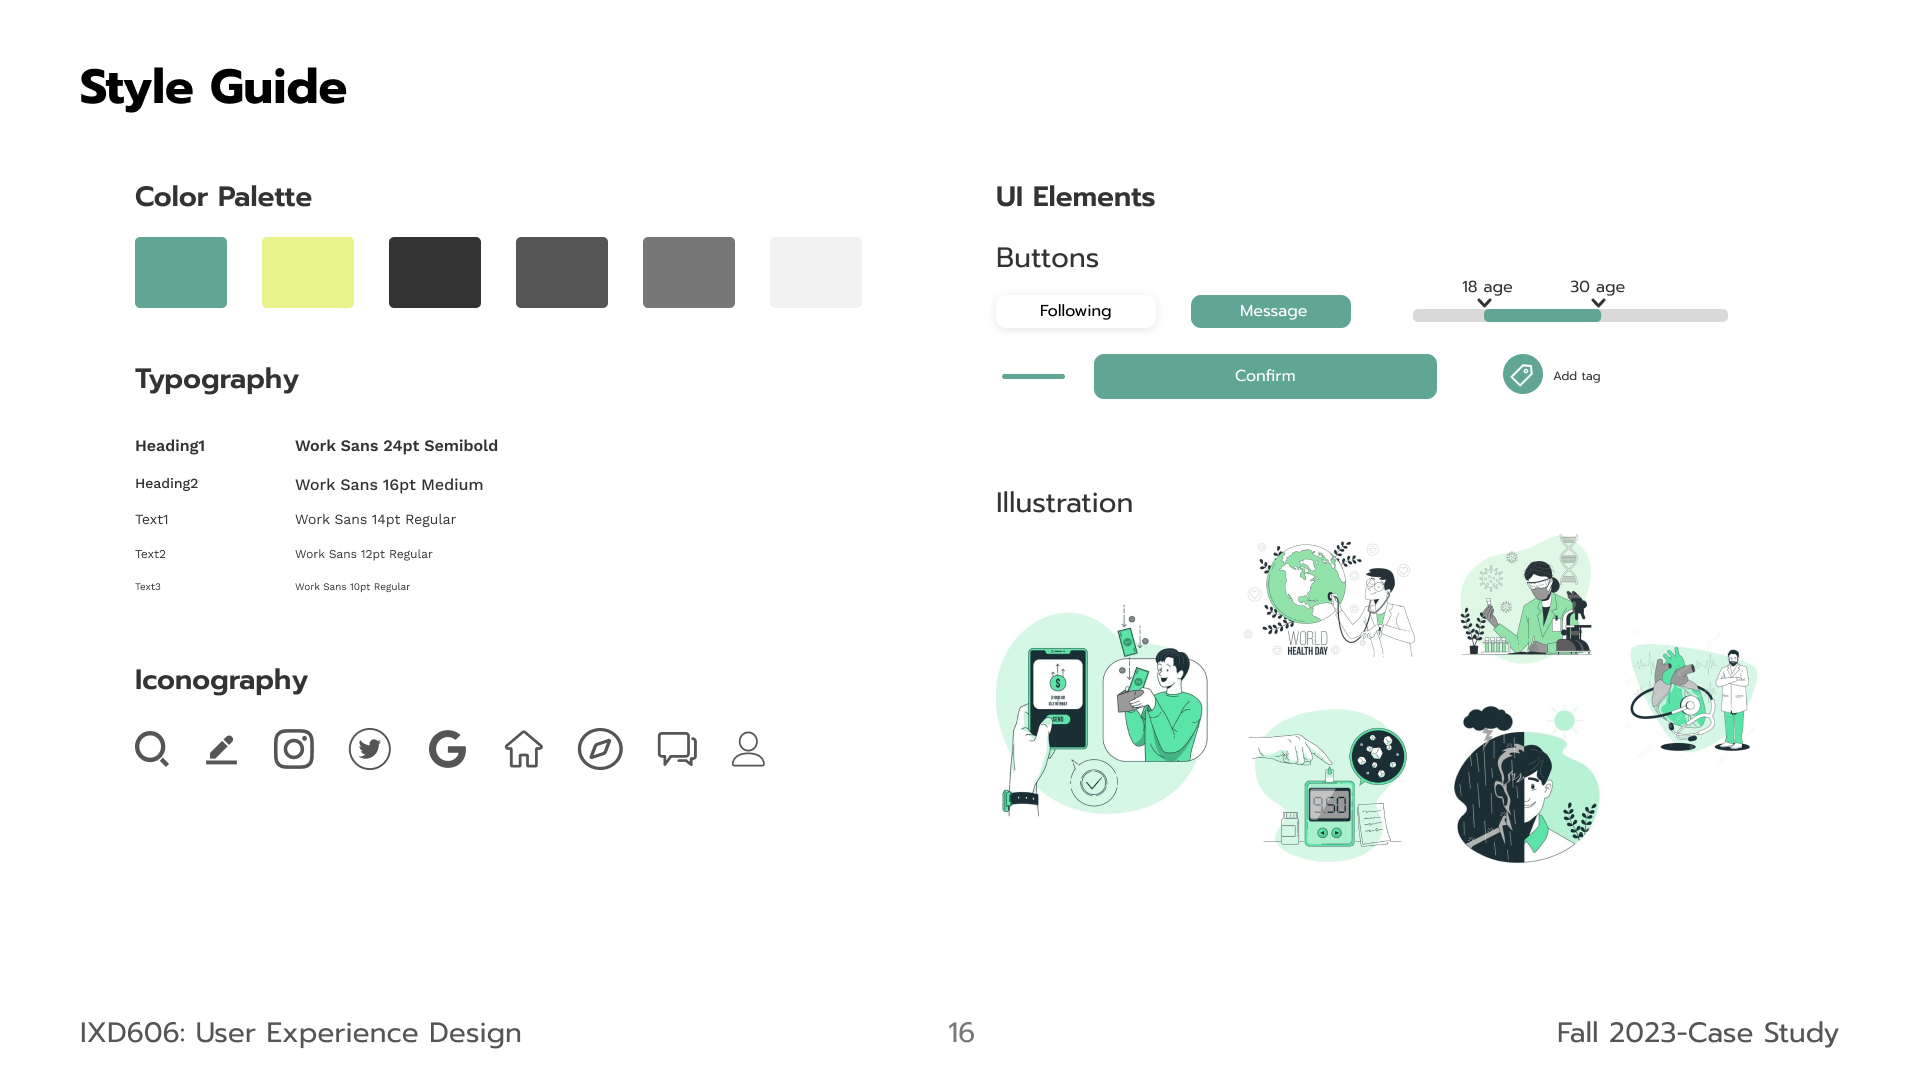 Style Guide
Color Palette
Typography
Heading1 Work Sans 24pt Semibold
Heading2 Work Sans 16pt Medium
Text1 Work Sans 14pt Regular
Text2 Work Sans 12pt Regular
Text3 Work Sans 10pt Regular
Iconography
UI Elements
Buttons
18 age 30 age
Following Message
Confirm Add tag
Illustration
WORLD
HEALTH DAY
$
SEND
9.50
IXD606: User Experience Design 16 Fall 2023-Case Study